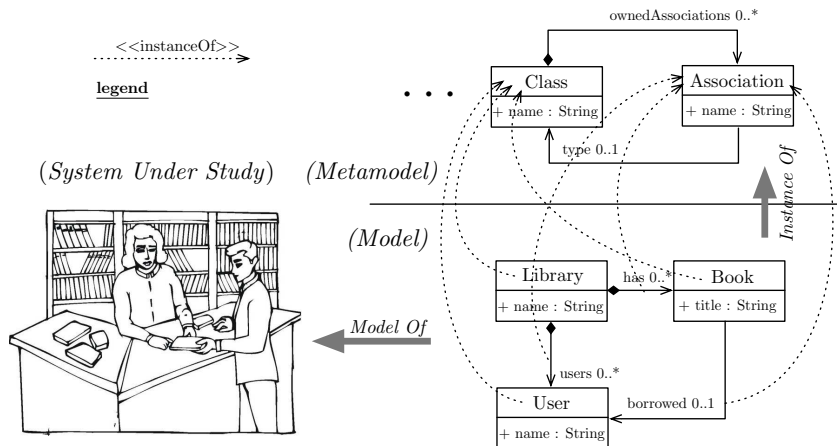 ownedAssociations 0..*
<<instanceOf>>
legend
. . .
Class
+ name : String
Association
+ name : String
type 0..1
(System Under Study)
(Metamodel)
Instance Of
(Model)
Library
+ name : String
has 0..*
Book
+ title : String
Model Of
users 0..*
User
+ name : String
borrowed 0..1